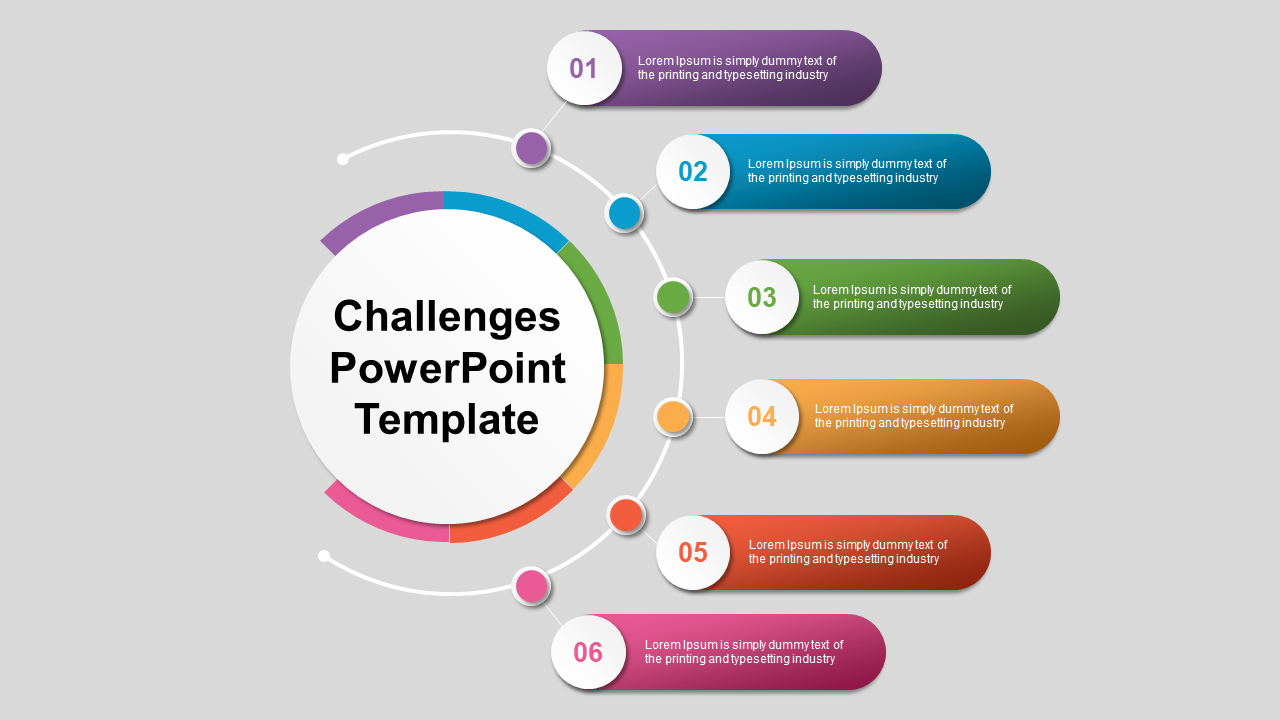 Challenges
PowerPoint
Template
01
Lorem Ipsum is simply dummy text of
the printing and typesetting industry
02
Lorem Ipsum is simply dummy text of
the printing and typesetting industry
03
Lorem Ipsum is simply dummy text of
the printing and typesetting industry
04
Lorem Ipsum is simply dummy text of
the printing and typesetting industry
05
Lorem Ipsum is simply dummy text of
the printing and typesetting industry
06
Lorem Ipsum is simply dummy text of
the printing and typesetting industry